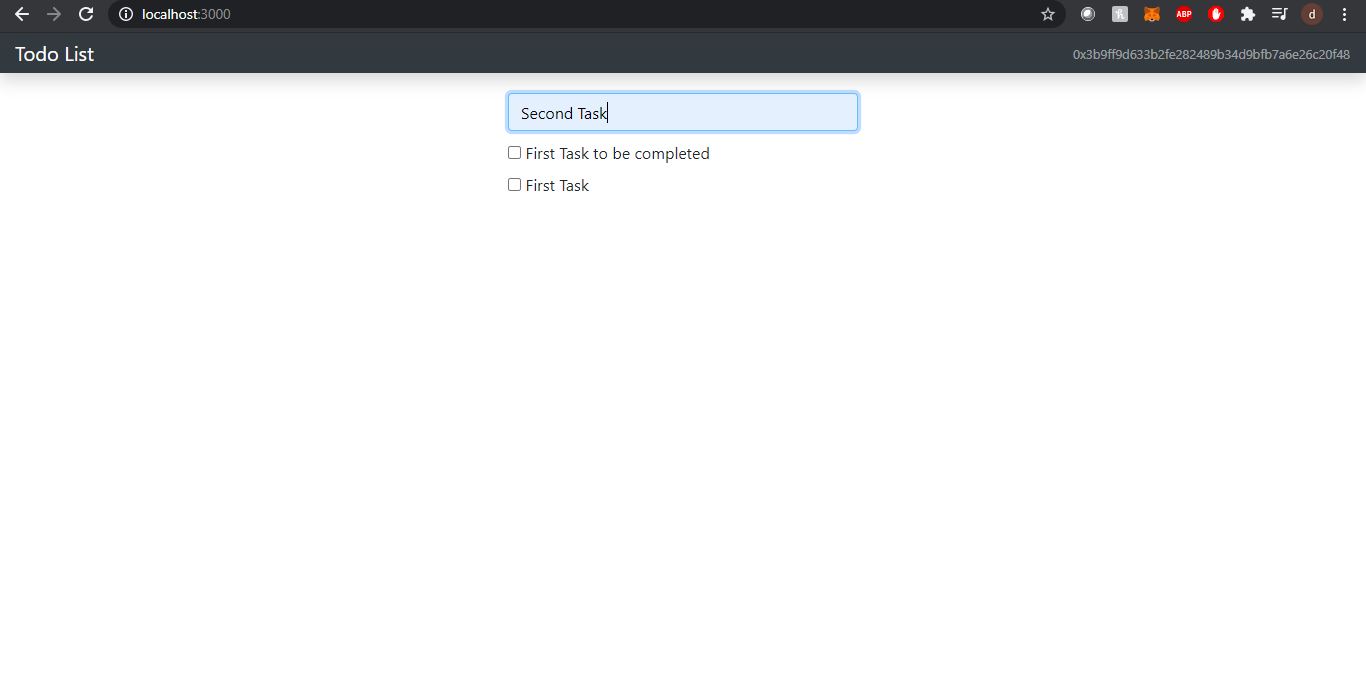 localhost:3000
ABP
d
Todo List
0x3b9ff9d633b2fe282489b34d9bfb7a6e26c20f48
Second Task
First Task to be completed
First Task